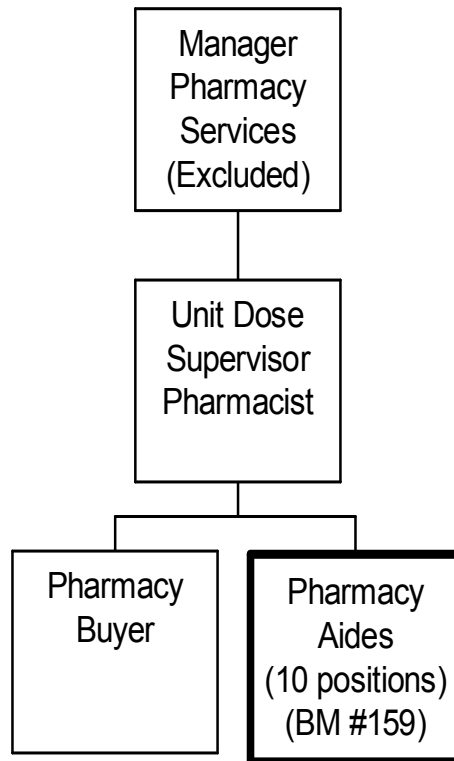 Manager
Pharmacy
Services
(Excluded)
Unit Dose
Supervisor
Pharmacist
Pharmacy
Buyer
Pharmacy
Aides
(10 positions)
(BM #159)